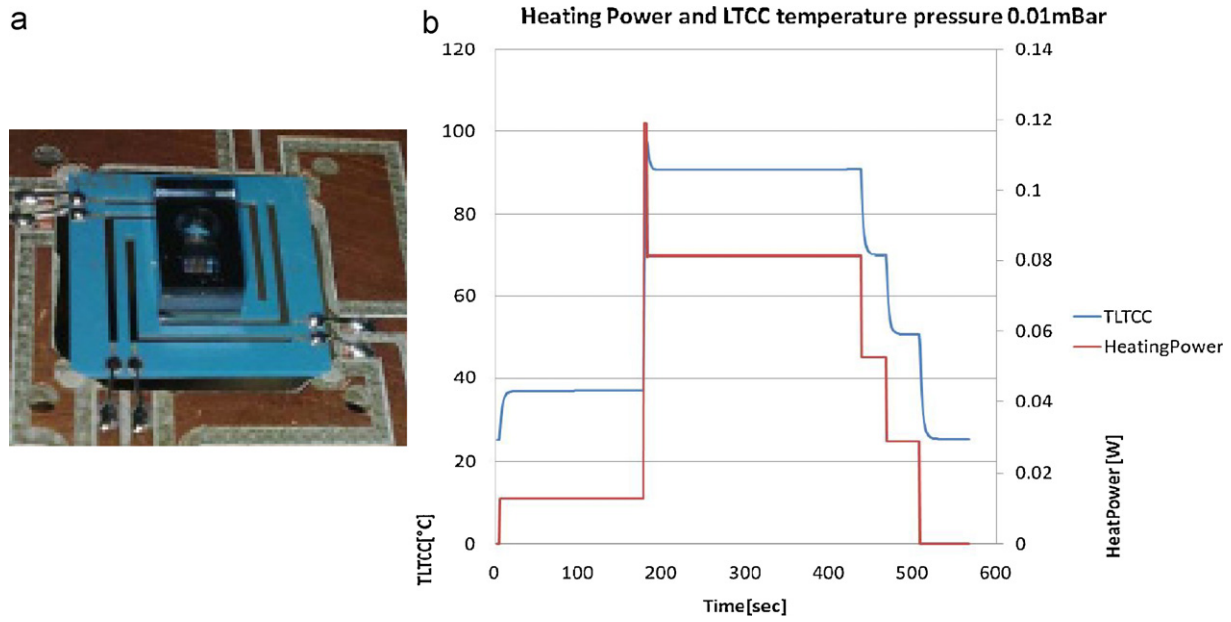 a
b
Heating Power and LTCC temperature pressure 0.01mBar
120
100
80
60
40
20
0
0.14
0.12
0.1
0.08
0.06
0.04
0.02
0
0
100
200
300
400
500
600
TLTCC[°C]
HeatPower [W]
Time[sec]
TLTCC
HeatingPower